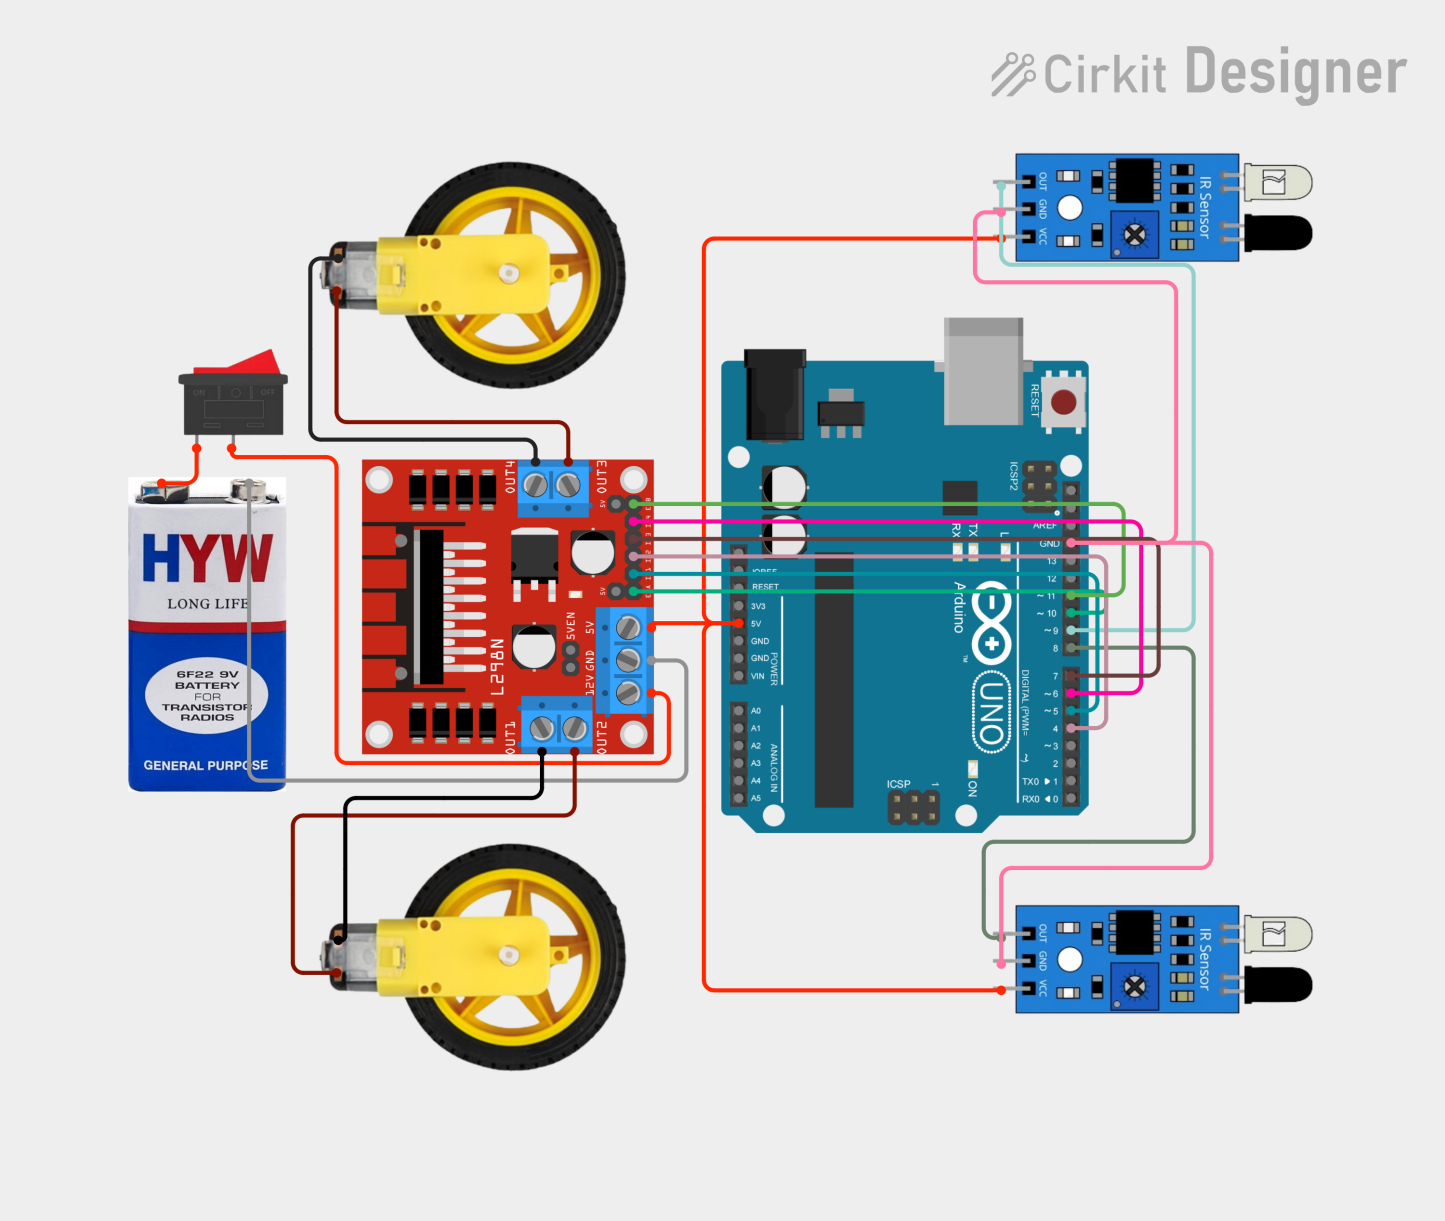 Cirkit Designer
OUT
GND
VCC
IR Sensor
ON
OFF
HYW
LONG LIFE
6F22 9V
BATTERY
FOR
TRANSISTOR
RADIOS
GENERAL PURPOSE
OUT4
OUT3
5V
GND
12V
5VEN
L298N
OUT1
OUT2
RESET
ICSP2
AREF
GND
13
12
~ 11
~ 10
~ 9
8
7
~ 6
~ 5
4
~ 3
2
TX0 ▶ 1
RX0 ◀ 0
TX
RX
L
Arduino
TM
UNO
DIGITAL (PWM=
IOREF
RESET
3V3
5V
GND
GND
VIN
POWER
A0
A1
A2
A3
A4
A5
ANALOG IN
ICSP
1
ON
OUT
GND
VCC
IR Sensor